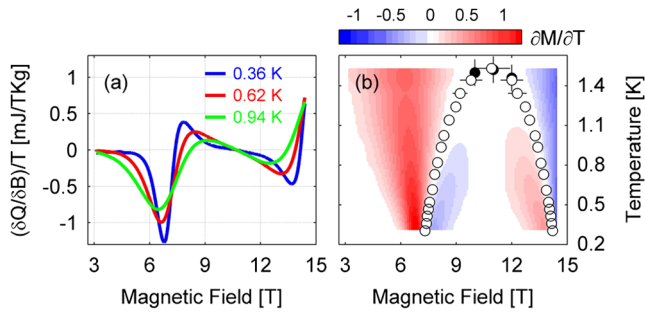 -1 -0.5 0 0.5 1 ∂M/∂T
(a)
0.36 K
0.62 K
0.94 K
1
0.5
0
-0.5
-1
(δQ/δB)/T [mJ/TKg]
3 6 9 12 15
Magnetic Field [T]
(b)
1.4
1.1
0.8
0.5
0.2
Temperature [K]
3 6 9 12 15
Magnetic Field [T]